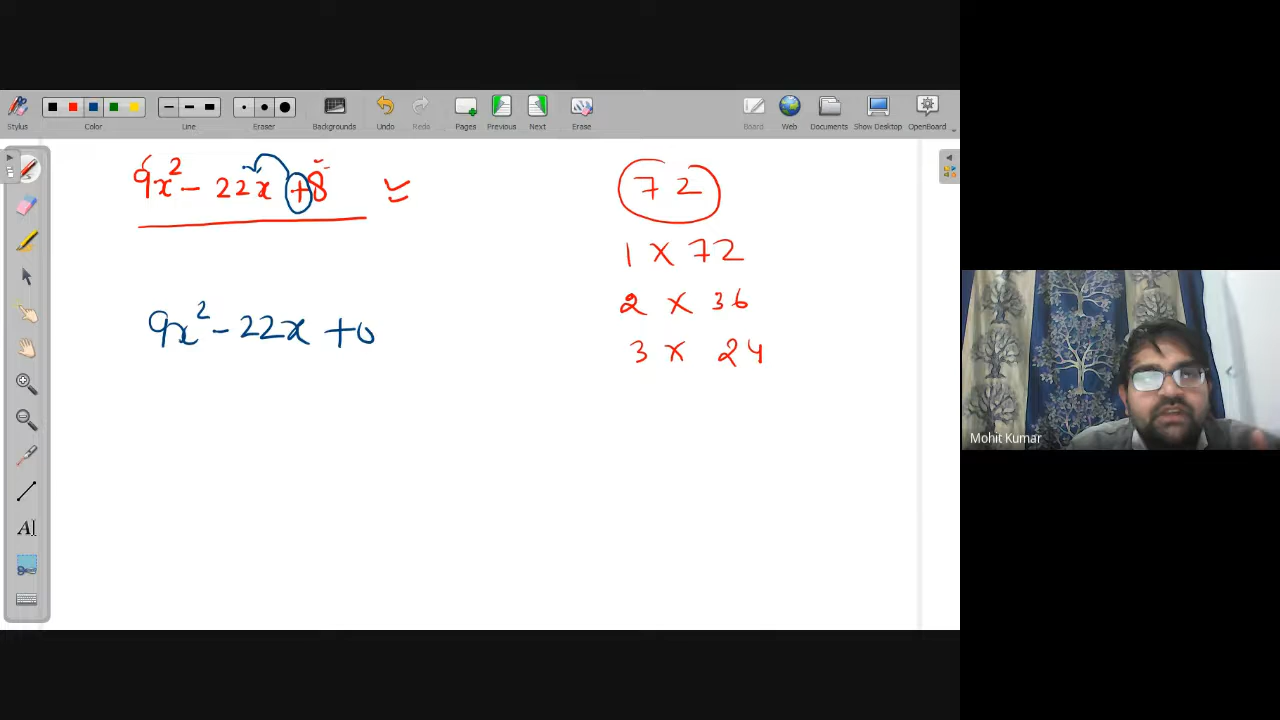 Stylus
Color
Line
Eraser
Backgrounds
Undo
Redo
Pages
Previous
Next
Erase
Board
Web
Documents
Show Desktop
OpenBoard
9x² - 22x +8
9x² - 22x +0
72
1 x 72
2 x 36
3 x 24
Mohit Kumar